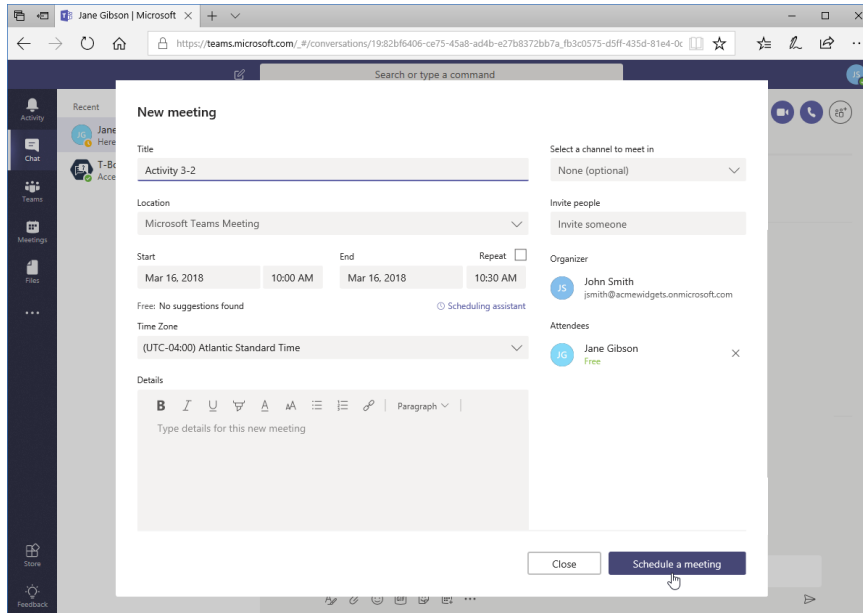 Jane Gibson | Microsoft
https://teams.microsoft.com/_#/conversations/19:82bf6406-ce75-45a8-ad4b-e27b8372bb7a_fb3c0575-d5ff-435d-81e4-0c
Search or type a command
JS
Activity
Chat
Teams
Meetings
Files
Store
Feedback
Recent
JG
Jane
Here
T-Bo
Acce
New meeting
Title
Activity 3-2
Select a channel to meet in
None (optional)
Location
Microsoft Teams Meeting
Invite people
Invite someone
Start
End
Repeat
Mar 16, 2018
10:00 AM
Mar 16, 2018
10:30 AM
Organizer
JS
John Smith
jsmith@acmewidgets.onmicrosoft.com
Free: No suggestions found
Scheduling assistant
Time Zone
(UTC-04:00) Atlantic Standard Time
Attendees
JG
Jane Gibson
Free
Details
B I U A AA Paragraph
Type details for this new meeting
Close
Schedule a meeting